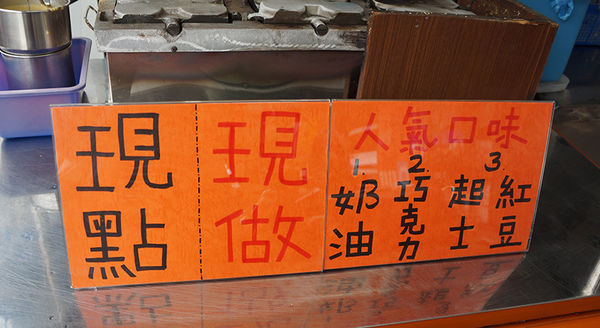 現點
現做
人氣口味
1. 奶油
2. 巧克力
3. 起士 紅豆